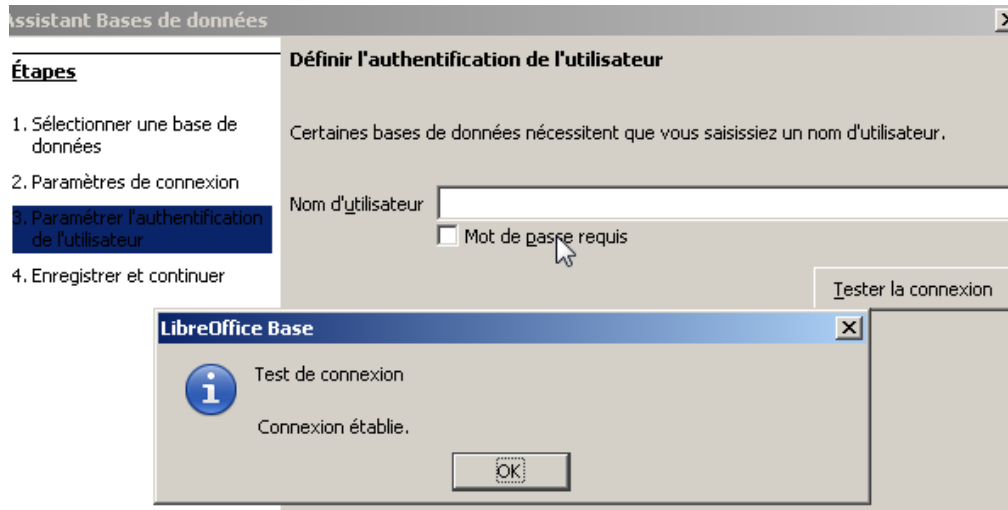 Assistant Bases de données
Étapes
1. Sélectionner une base de
données
2. Paramètres de connexion
3. Paramétrer l'authentification
de l'utilisateur
4. Enregistrer et continuer
Définir l'authentification de l'utilisateur
Certaines bases de données nécessitent que vous saisissiez un nom d'utilisateur.
Nom d'utilisateur
Mot de passe requis
Tester la connexion
LibreOffice Base
Test de connexion
Connexion établie.
OK